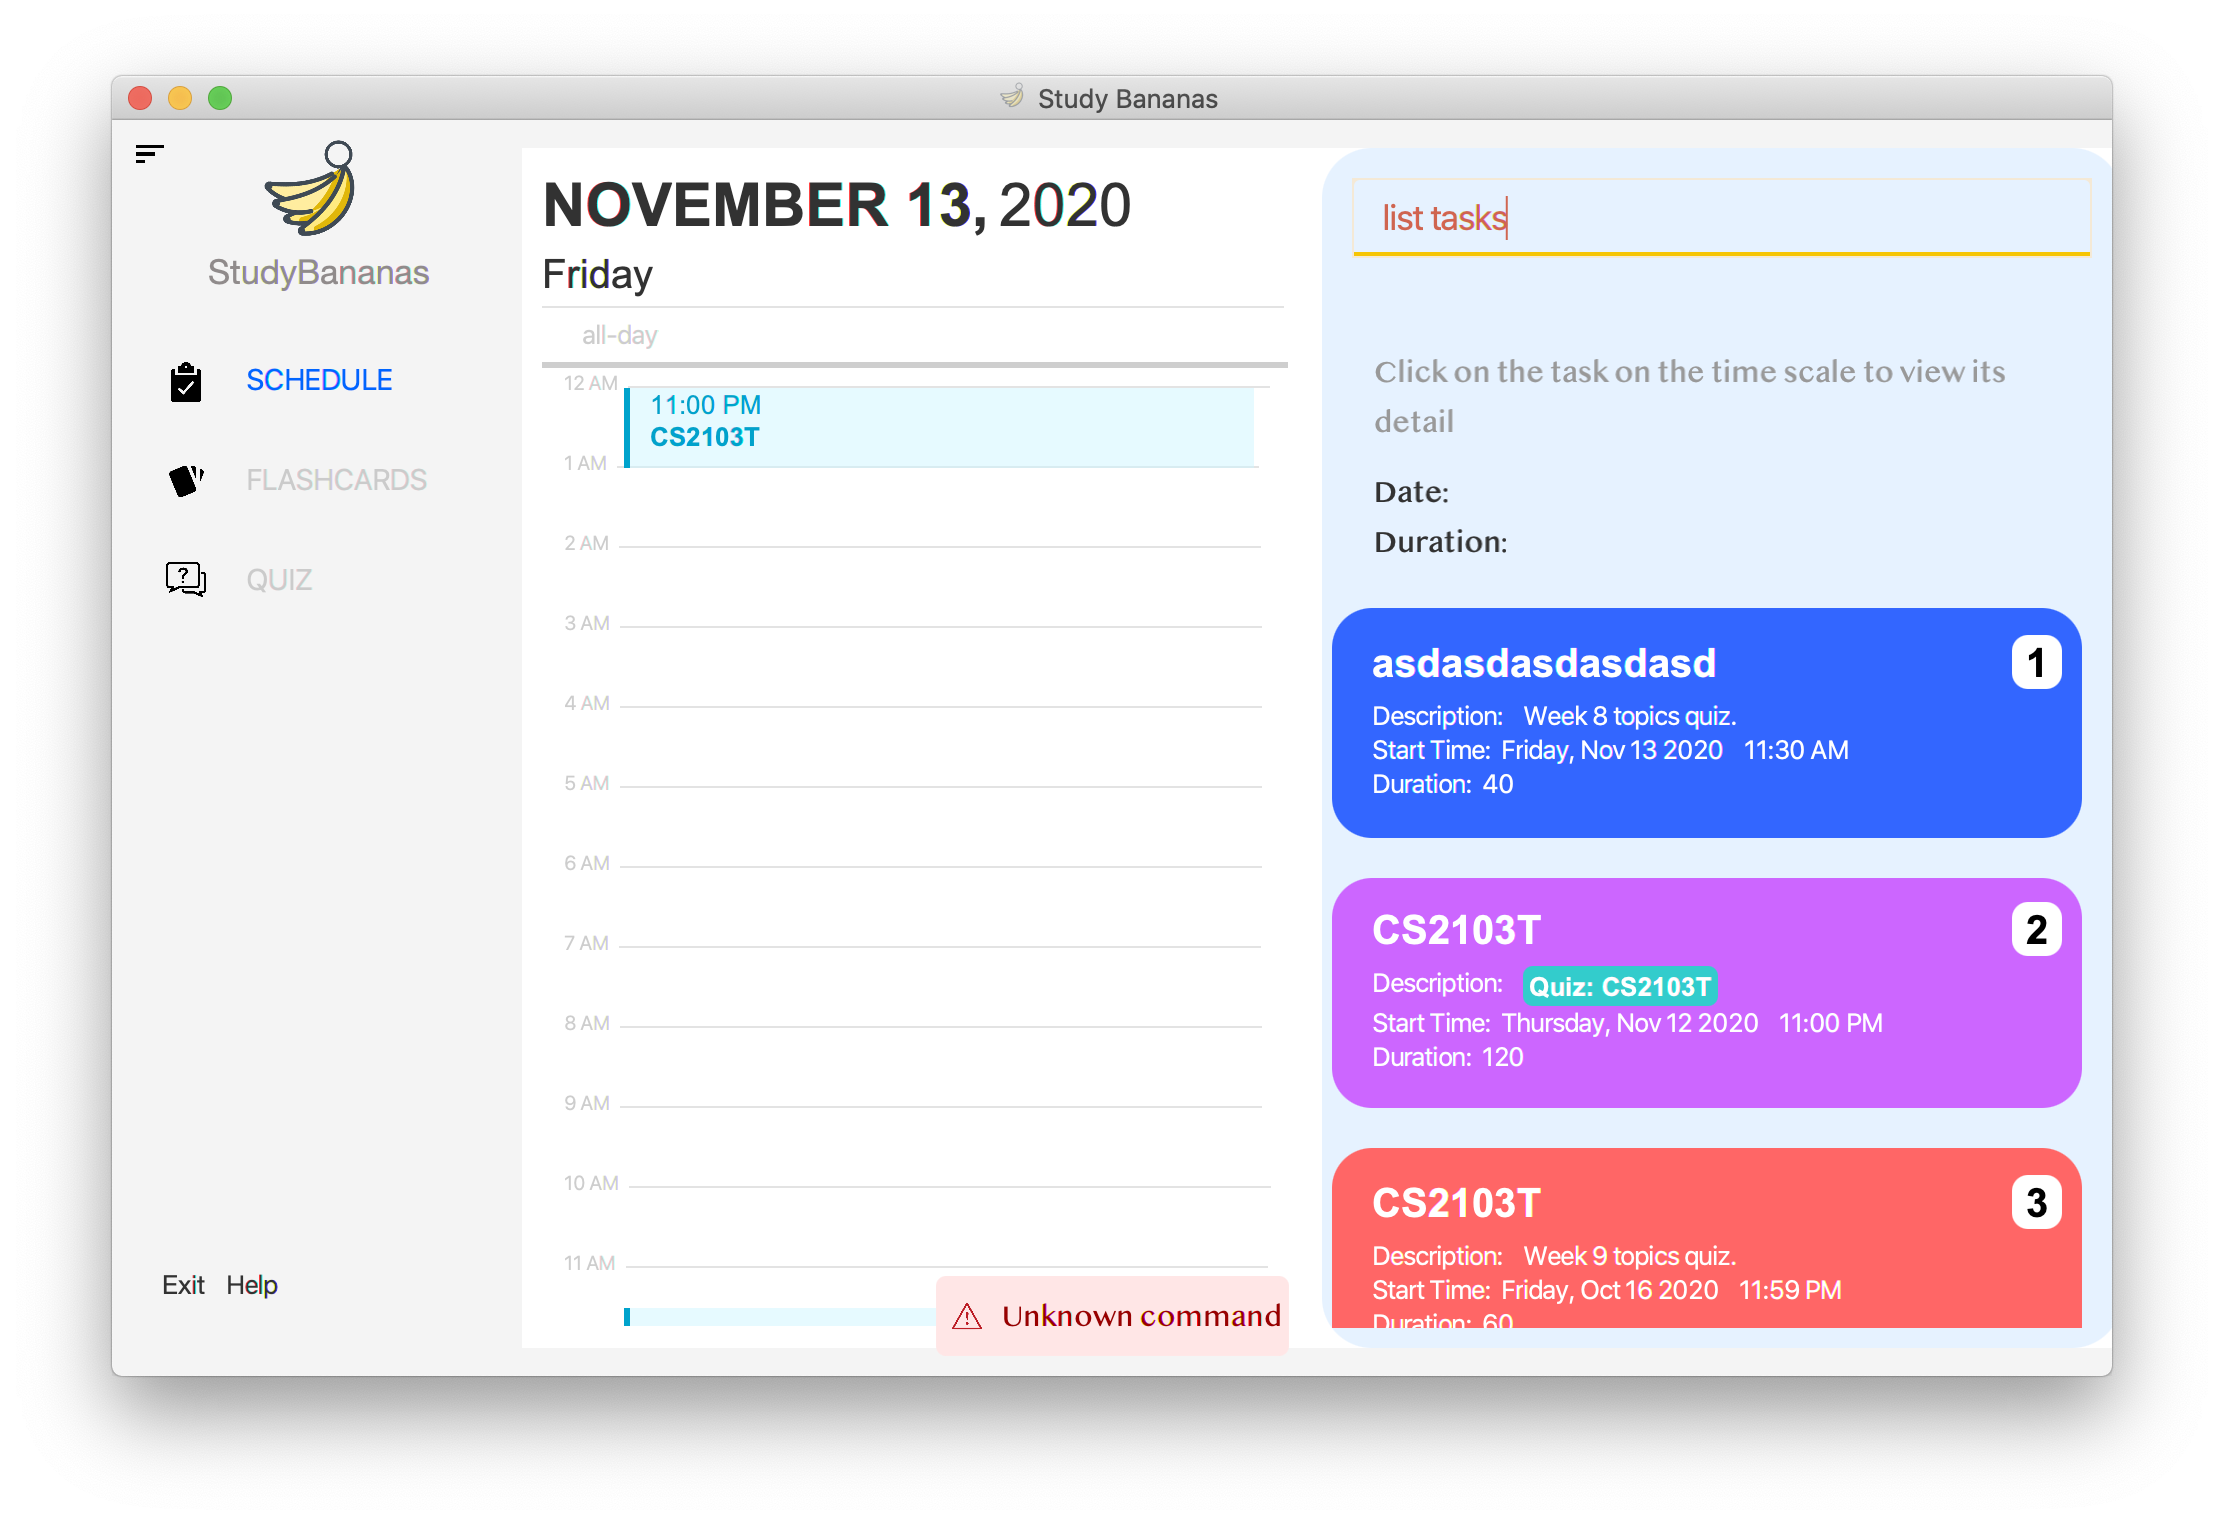 Study Bananas
StudyBananas
SCHEDULE
FLASHCARDS
QUIZ
Exit Help
NOVEMBER 13, 2020
Friday
all-day
12 AM
11:00 PM
CS2103T
1 AM
2 AM
3 AM
4 AM
5 AM
6 AM
7 AM
8 AM
9 AM
10 AM
11 AM
Unknown command
list tasks
Click on the task on the time scale to view its
detail
Date:
Duration:
asdasdasdasdasd
1
Description: Week 8 topics quiz.
Start Time: Friday, Nov 13 2020 11:30 AM
Duration: 40
CS2103T
2
Description: Quiz: CS2103T
Start Time: Thursday, Nov 12 2020 11:00 PM
Duration: 120
CS2103T
3
Description: Week 9 topics quiz.
Start Time: Friday, Oct 16 2020 11:59 PM
Duration: 60